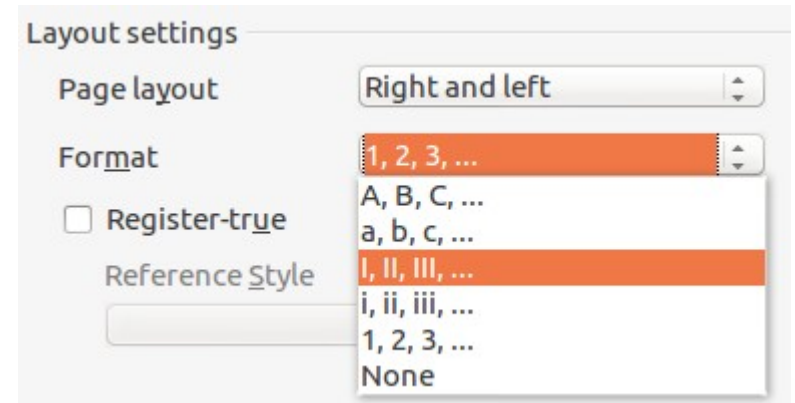 Layout settings
Page layout
Right and left
Format
1, 2, 3, ...
A, B, C, ...
Register-true
a, b, c, ...
I, II, III, ...
Reference Style
i, ii, iii, ...
1, 2, 3, ...
None